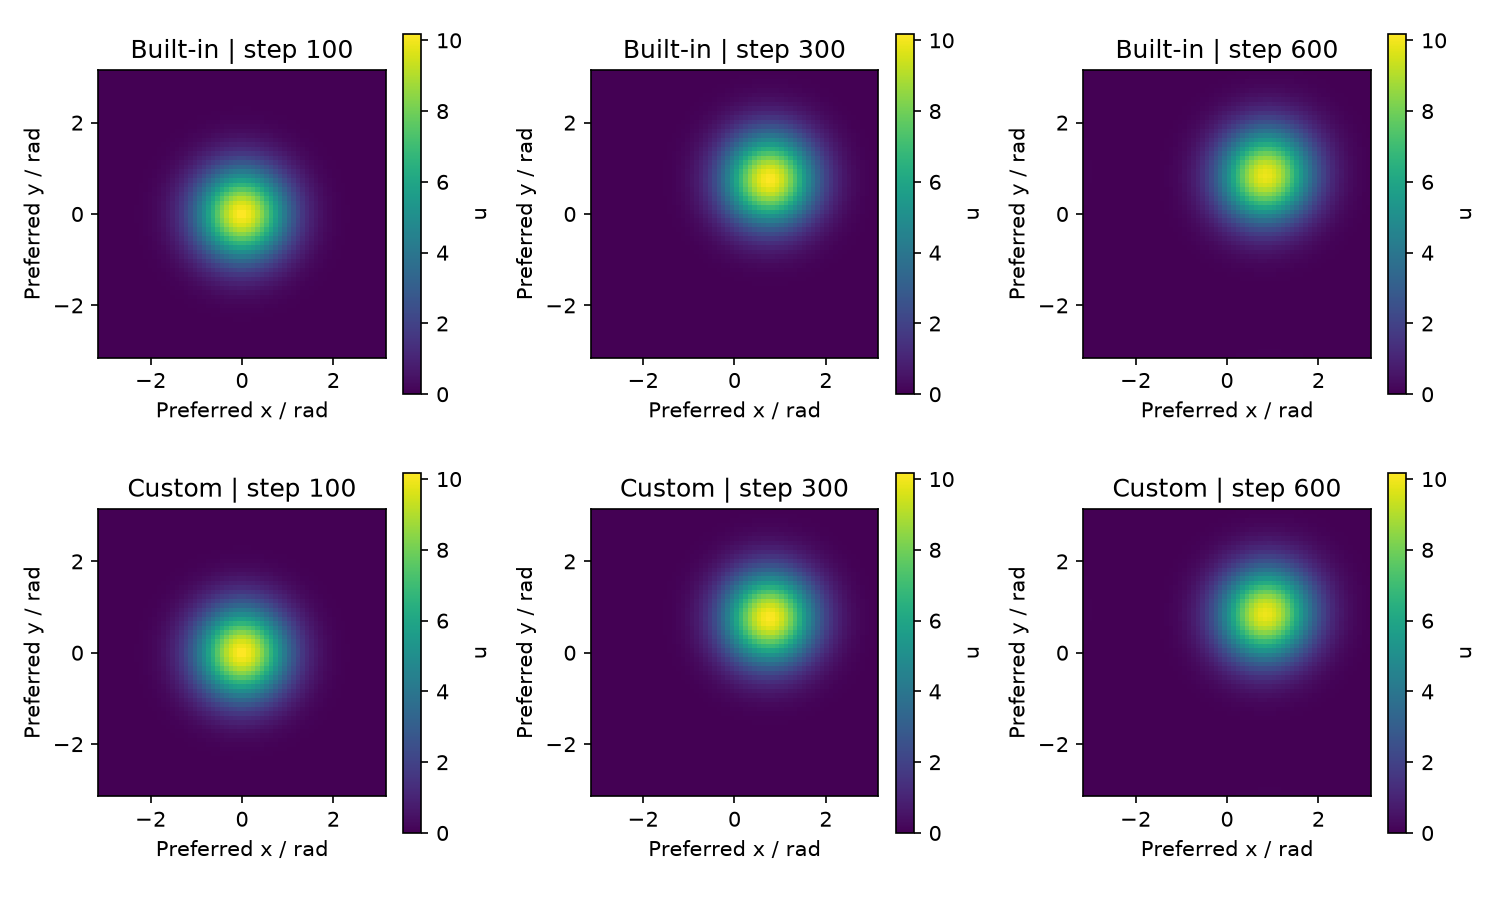 Built-in | step 100
Built-in | step 300
Built-in | step 600
10
8
6
4
2
0
u
10
8
6
4
2
0
u
10
8
6
4
2
0
u
Preferred y / rad
2
0
−2
−2 0 2
Preferred x / rad
Preferred y / rad
2
0
−2
−2 0 2
Preferred x / rad
Preferred y / rad
2
0
−2
−2 0 2
Preferred x / rad
Custom | step 100
Custom | step 300
Custom | step 600
10
8
6
4
2
0
u
10
8
6
4
2
0
u
10
8
6
4
2
0
u
Preferred y / rad
2
0
−2
−2 0 2
Preferred x / rad
Preferred y / rad
2
0
−2
−2 0 2
Preferred x / rad
Preferred y / rad
2
0
−2
−2 0 2
Preferred x / rad